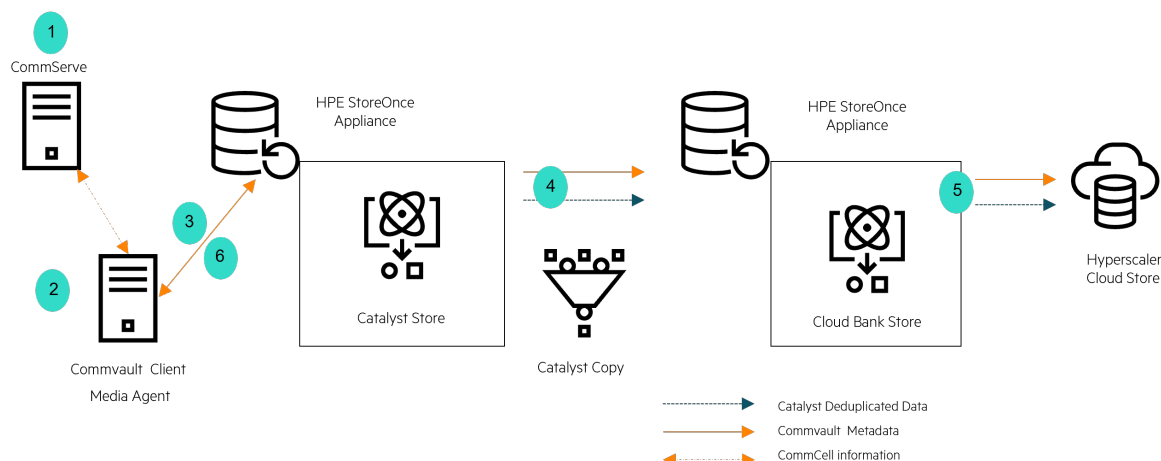 1
CommServe
HPE StoreOnce
Appliance
HPE StoreOnce
Appliance
4
5
3
6
2
Catalyst Store
Cloud Bank Store
Hyperscaler
Cloud Store
Commvault Client
Media Agent
Catalyst Copy
Catalyst Deduplicated Data
Commvault Metadata
CommCell information